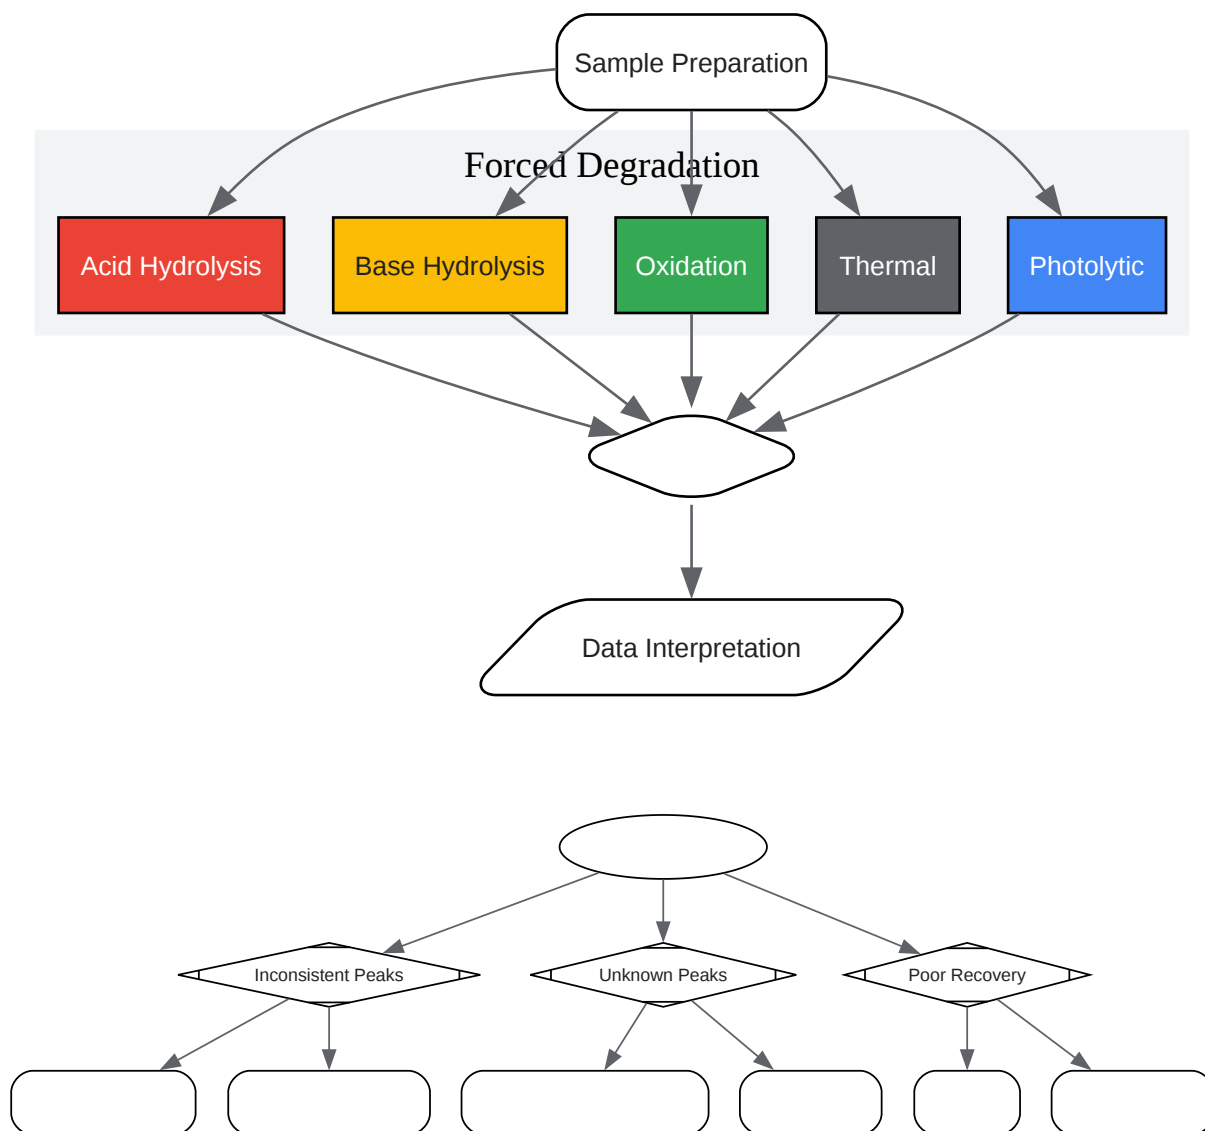 Sample Preparation
Forced Degradation
Acid Hydrolysis
Base Hydrolysis
Oxidation
Thermal
Photolytic
Data Interpretation
Inconsistent Peaks
Unknown Peaks
Poor Recovery